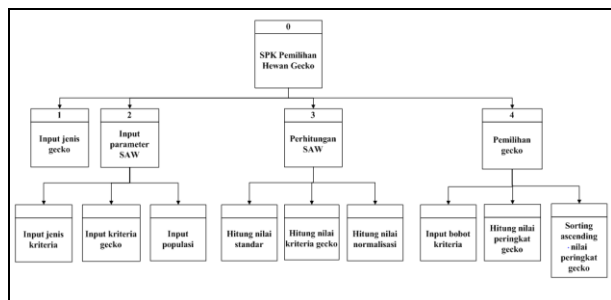 0
SPK Pemilihan
Hewan Gecko
1
Input jenis
gecko
2
Input
parameter
SAW
3
Perhitungan
SAW
4
Pemilihan
gecko
Input jenis
kriteria
Input kriteria
gecko
Input
populasi
Hitung nilai
standar
Hitung nilai
kriteria gecko
Hitung nilai
normalisasi
Input bobot
kriteria
Hitung nilai
peringkat
gecko
Sorting
ascending
-nilai
peringkat
gecko